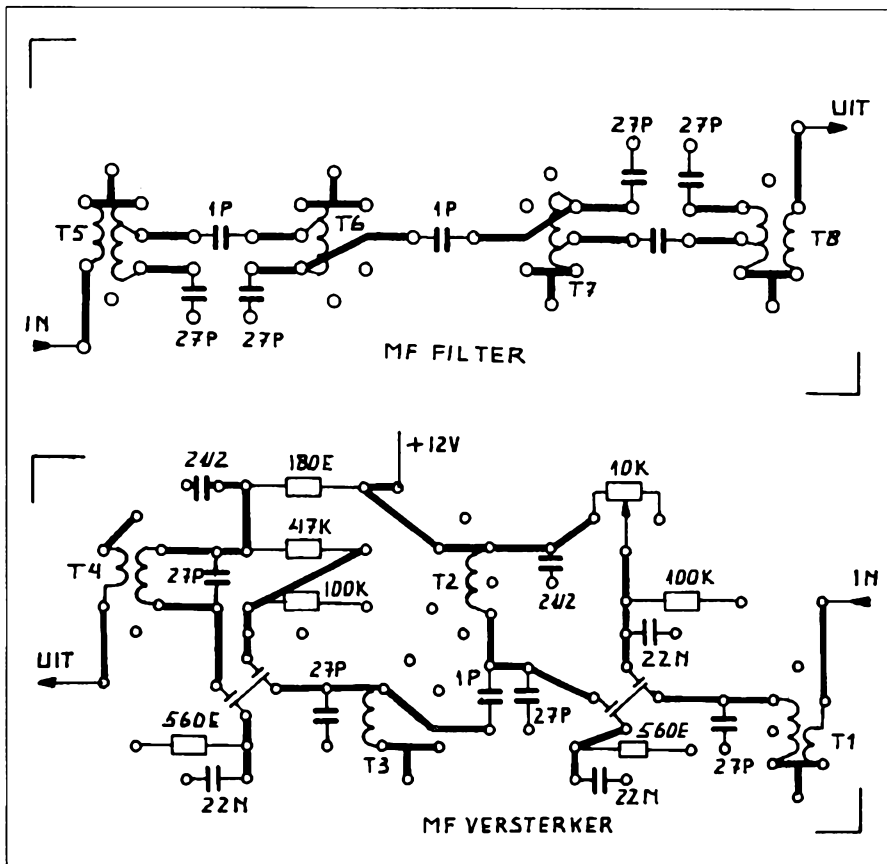 UIT
27P 27P
1P T6 1P
T5 T8
T7
IN 27P 27P
MF FILTER
+12V
2N2 180E 10K
47K
T4 27P T2 100K IN
100K 2N2
22N
UIT 27P 1P
27P 560E T1
560E T3 27P
22N 22N
MF VERSTERKER